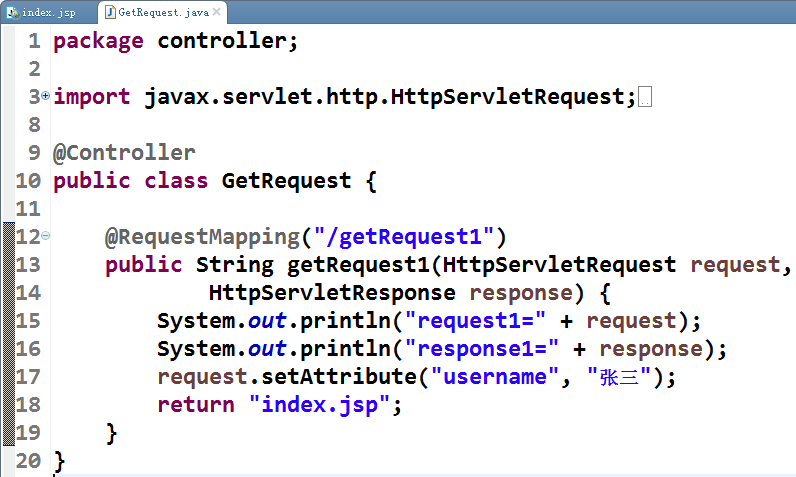 index.jsp GetRequest.java
1 package controller;
2
3 import javax.servlet.http.HttpServletRequest;
8
9 @Controller
10 public class GetRequest {
11
12 @RequestMapping("/getRequest1")
13 public String getRequest1(HttpServletRequest request,
14 HttpServletResponse response) {
15 System.out.println("request1=" + request);
16 System.out.println("response1=" + response);
17 request.setAttribute("username", "张三");
18 return "index.jsp";
19 }
20 }